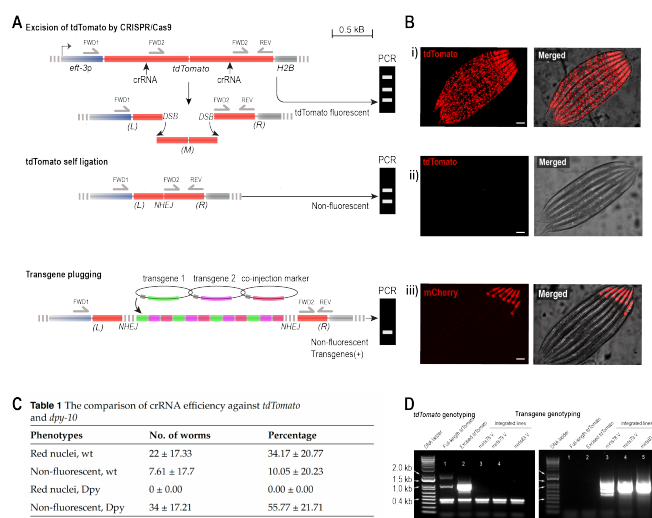 A
Excision of tdTomato by CRISPR/Cas9
0.5 kB
FWD1
FWD2
FWD2
REV
PCR
eft-3p
crRNA
tdTomato
crRNA
H2B
FWD1
DSB
DSB
FWD2
REV
tdTomato fluorescent
(L)
(R)
(M)
tdTomato self ligation
PCR
FWD1
FWD2
REV
(L)
NHEJ
(R)
Non-fluorescent
Transgene plugging
transgene 1
transgene 2
co-injection marker
PCR
FWD1
FWD2
REV
(L)
NHEJ
NHEJ
(R)
Non-fluorescent
Transgenes(+)
B
i)
tdTomato
Merged
ii)
tdTomato
Merged
iii)
mCherry
Merged
C
Table 1 The comparison of crRNA efficiency against tdTomato
and dpy-10
Phenotypes No. of worms Percentage
Red nuclei, wt 22 ± 17.33 34.17 ± 20.77
Non-fluorescent, wt 7.61 ± 17.7 10.05 ± 20.23
Red nuclei, Dpy 0 ± 0.00 0.00 ± 0.00
Non-fluorescent, Dpy 34 ± 17.21 55.77 ± 21.71
D
tdTomato genotyping
Transgene genotyping
Integrated lines
Integrated lines
DNA ladder
Full-length tdTomato
Excised tdTomato
DNA ladder
Full-length tdTomato
Excised tdTomato
1 2 3 4
1 2 3 4 5
2.0 kb
1.5 kb
1.0 kb
0.4 kb